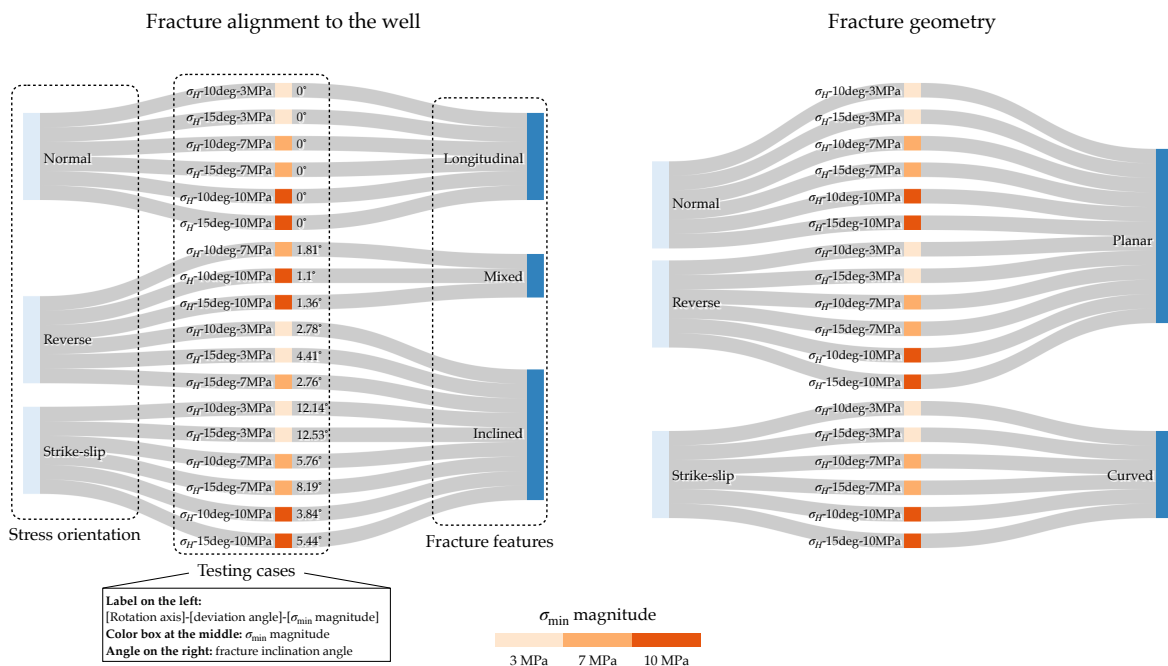 Fracture alignment to the well
σH-10deg-3MPa 0°
σH-15deg-3MPa 0°
σH-10deg-7MPa 0°
σH-15deg-7MPa 0°
σH-10deg-10MPa 0°
σH-15deg-10MPa 0°
σH-10deg-7MPa 1.81°
σH-10deg-10MPa 1.1°
σH-15deg-10MPa 1.36°
σH-10deg-3MPa 2.78°
σH-15deg-3MPa 4.41°
σH-15deg-7MPa 2.76°
σH-10deg-3MPa 12.14°
σH-15deg-3MPa 12.53°
σH-10deg-7MPa 5.76°
σH-15deg-7MPa 8.19°
σH-10deg-10MPa 3.84°
σH-15deg-10MPa 5.44°
Normal
Reverse
Strike-slip
Longitudinal
Mixed
Inclined
Stress orientation
Testing cases
Fracture features
Label on the left:
[Rotation axis]-[deviation angle]-[σmin magnitude]
Color box at the middle: σmin magnitude
Angle on the right: fracture inclination angle
Fracture geometry
σH-10deg-3MPa
σH-15deg-3MPa
σH-10deg-7MPa
σH-15deg-7MPa
σH-10deg-10MPa
σH-15deg-10MPa
σH-10deg-3MPa
σH-15deg-3MPa
σH-10deg-7MPa
σH-15deg-7MPa
σH-10deg-10MPa
σH-15deg-10MPa
σH-10deg-3MPa
σH-15deg-3MPa
σH-10deg-7MPa
σH-15deg-7MPa
σH-10deg-10MPa
σH-15deg-10MPa
Normal
Reverse
Strike-slip
Planar
Curved
σmin magnitude
3 MPa 7 MPa 10 MPa